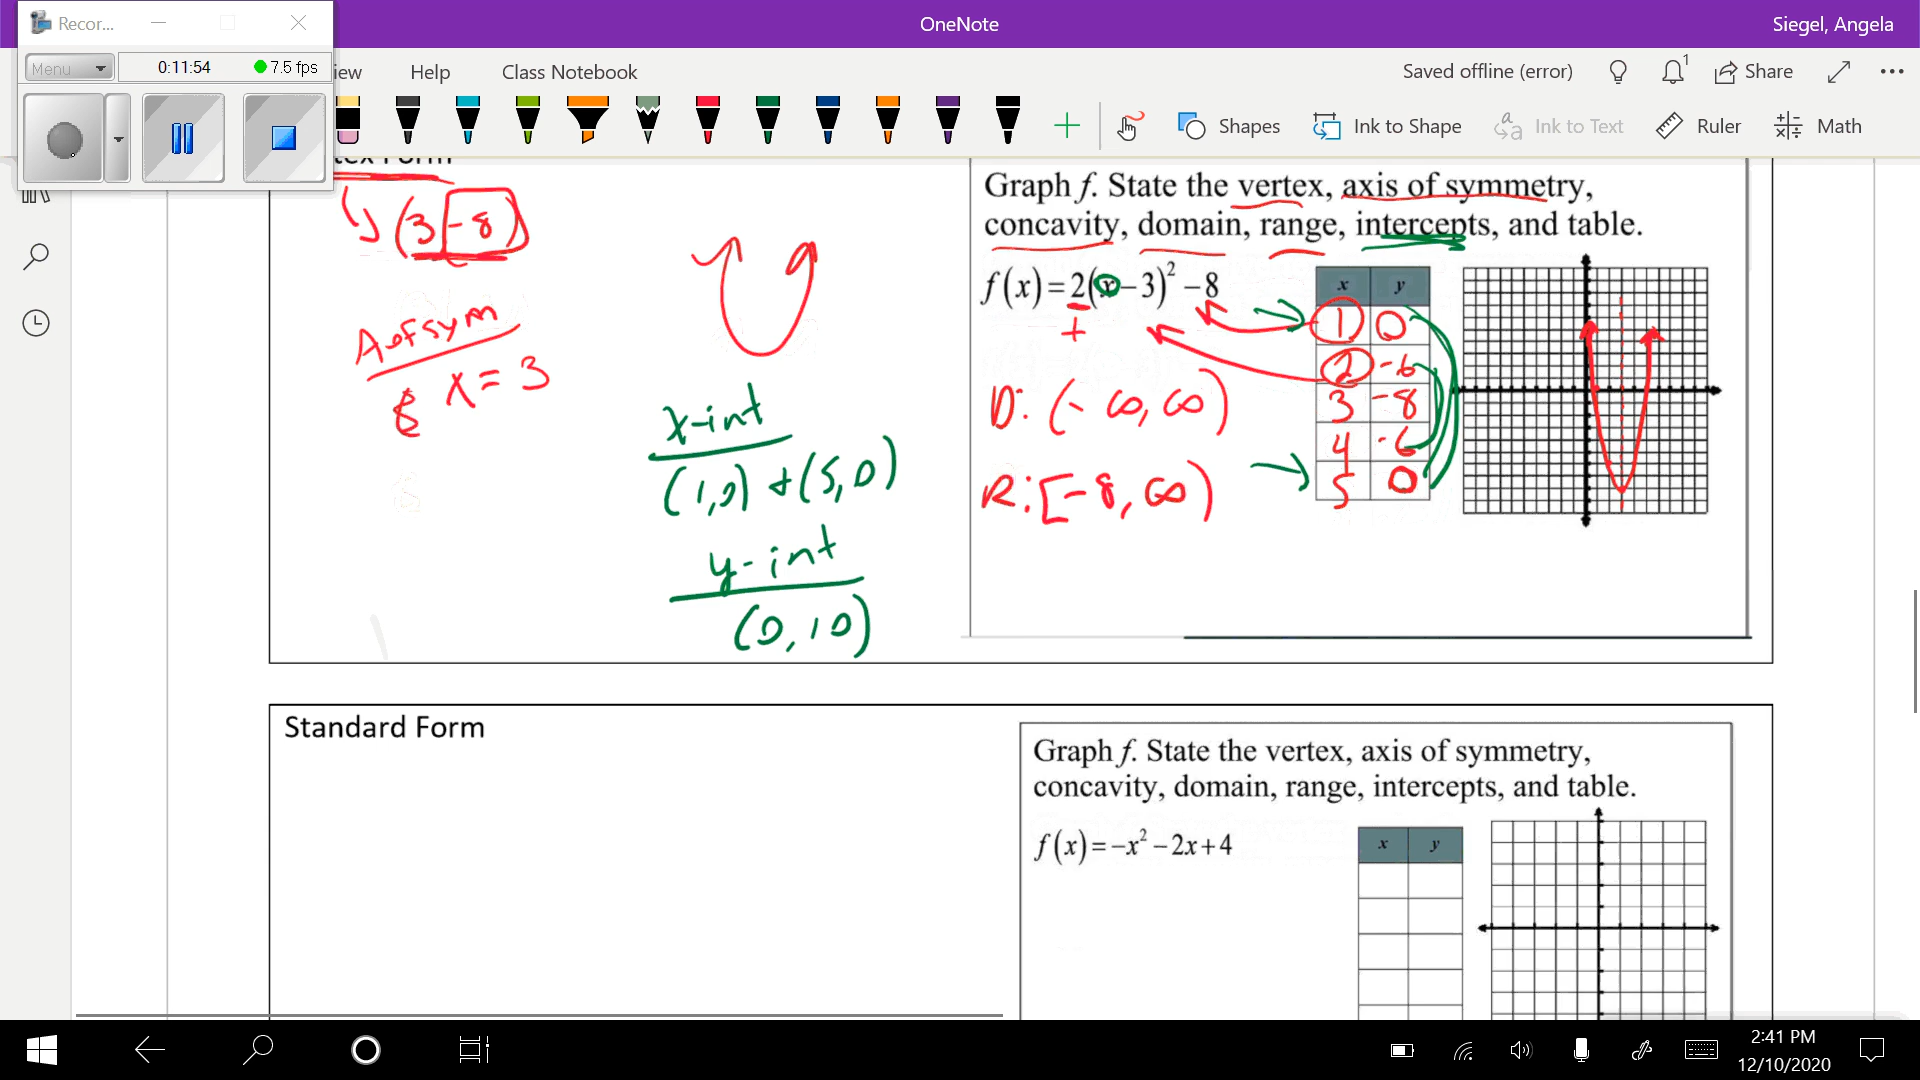 Recor...
OneNote
Siegel, Angela
Menu
0:11:54
7.5 fps
iew
Help
Class Notebook
Saved offline (error)
1
Share
Shapes
Ink to Shape
Ink to Text
Ruler
Math
tex Form
(3, -8)
A of sym
x = 3
x-int
(1,0) + (5,0)
y-int
(0,10)
Graph f. State the vertex, axis of symmetry,
concavity, domain, range, intercepts, and table.
f(x)=2(x−3)²−8
+
D: (-∞,∞)
R: [-8,∞)
x y
1 0
2 -6
3 -8
4 -6
5 0
Standard Form
Graph f. State the vertex, axis of symmetry,
concavity, domain, range, intercepts, and table.
f(x)=−x²−2x+4
x y
2:41 PM
12/10/2020